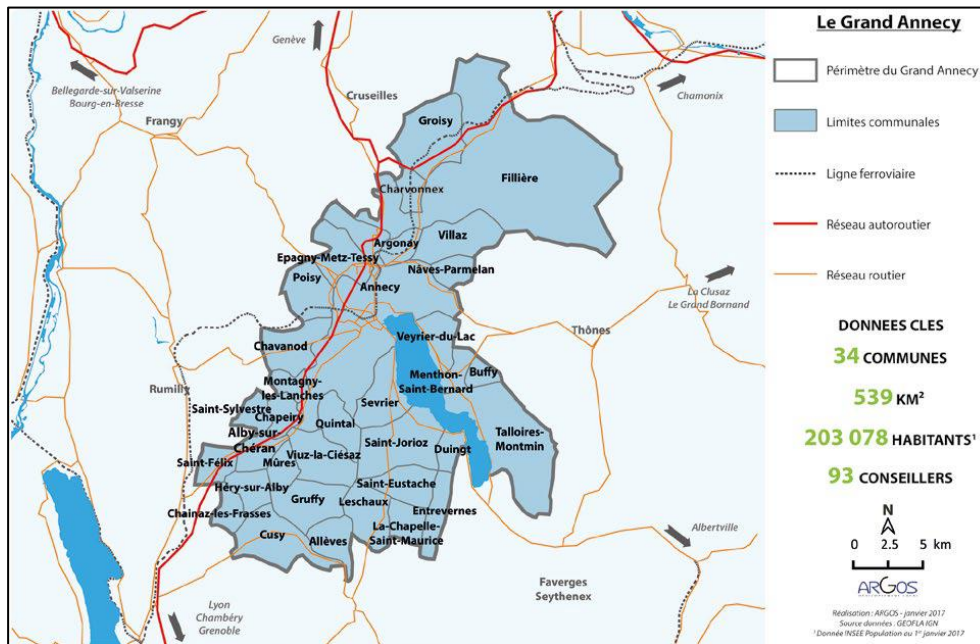 Le Grand Annecy
Périmètre du Grand Annecy
Limites communales
Ligne ferroviaire
Réseau autoroutier
Réseau routier
DONNEES CLES
34 COMMUNES
539 KM²
203 078 HABITANTS¹
93 CONSEILLERS
N
0 2.5 5 km
ARGOS
Réalisation : ARGOS - janvier 2017
Source données : GEOFLA IGN
¹ Donnée INSEE Population au 1er janvier 2017
Genève
Bellegarde-sur-Valserine
Bourg-en-Bresse
Cruseilles
Chamonix
Frangy
Groisy
Fillière
Charvonnex
Villaz
Argonay
Epagny-Metz-Tessy
Nâves-Parmelan
Poisy
Annecy
La Clusaz
Le Grand Bornand
Thônes
Veyrier-du-Lac
Chavanod
Buffy
Menthon-
Saint-Bernard
Rumilly
Montagny-
les-Lanches
Sevrier
Saint-Sylvestre
Chapeiry
Quintal
Talloires-
Montmin
Alby-sur-
Chéran
Saint-Jorioz
Duingt
Viuz-la-Ciésaz
Saint-Félix
Mûres
Héry-sur-Alby
Saint-Eustache
Gruffy
Leschaux
Entrevernes
Chainaz-les-Frasses
La-Chapelle-
Saint-Maurice
Cusy
Allèves
Albertville
Faverges
Seythenex
Lyon
Chambéry
Grenoble